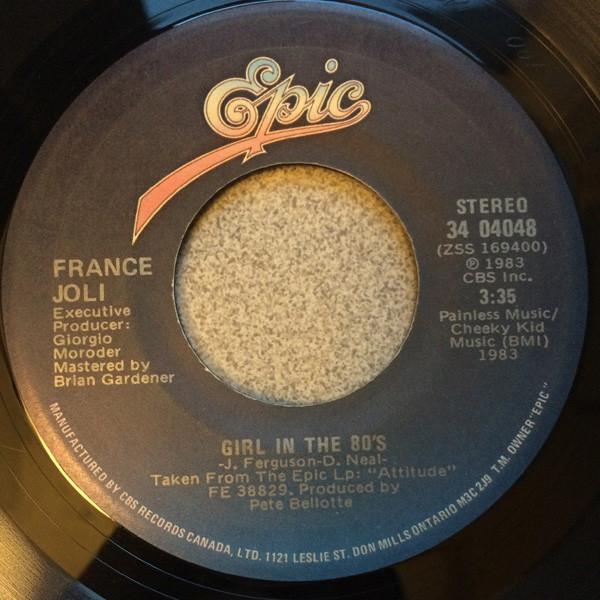 Epic
STEREO
34 04048
(ZSS 169400)
℗ 1983
CBS Inc.
3:35
Painless Music/
Cheeky Kid
Music (BMI)
1983
FRANCE
JOLI
Executive
Producer:
Giorgio
Moroder
Mastered by
Brian Gardener
GIRL IN THE 80'S
-J. Ferguson-D. Neal-
Taken From The Epic Lp: "Attitude"
FE 38829. Produced by
Pete Bellotte
MANUFACTURED BY CBS RECORDS CANADA, LTD. 1121 LESLIE ST. DON MILLS ONTARIO M3C 2J9 T.M. OWNER "EPIC"